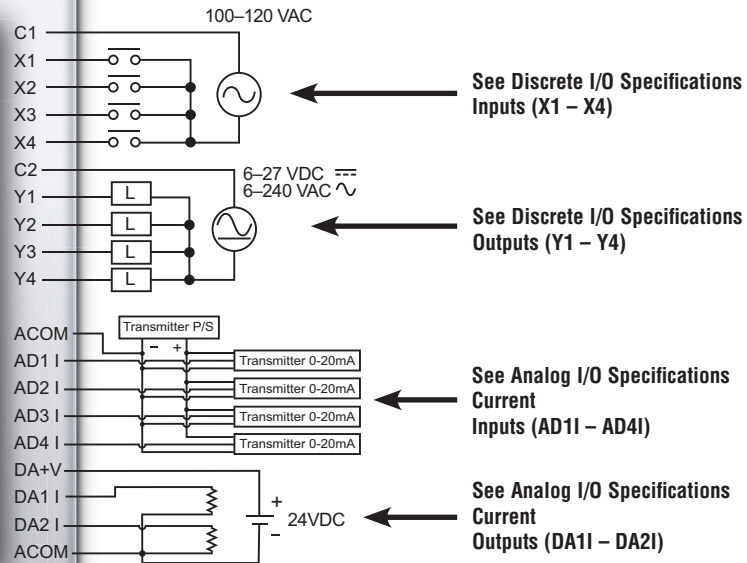 100–120 VAC
C1
X1
X2
X3
X4
See Discrete I/O Specifications
Inputs (X1 – X4)
C2
6–27 VDC
6–240 VAC
Y1
L
Y2
L
Y3
L
Y4
L
See Discrete I/O Specifications
Outputs (Y1 – Y4)
Transmitter P/S
– +
ACOM
AD1 I
Transmitter 0-20mA
AD2 I
Transmitter 0-20mA
AD3 I
Transmitter 0-20mA
AD4 I
Transmitter 0-20mA
See Analog I/O Specifications
Current
Inputs (AD1I – AD4I)
DA+V
DA1 I
DA2 I
ACOM
+
24VDC
–
See Analog I/O Specifications
Current
Outputs (DA1I – DA2I)